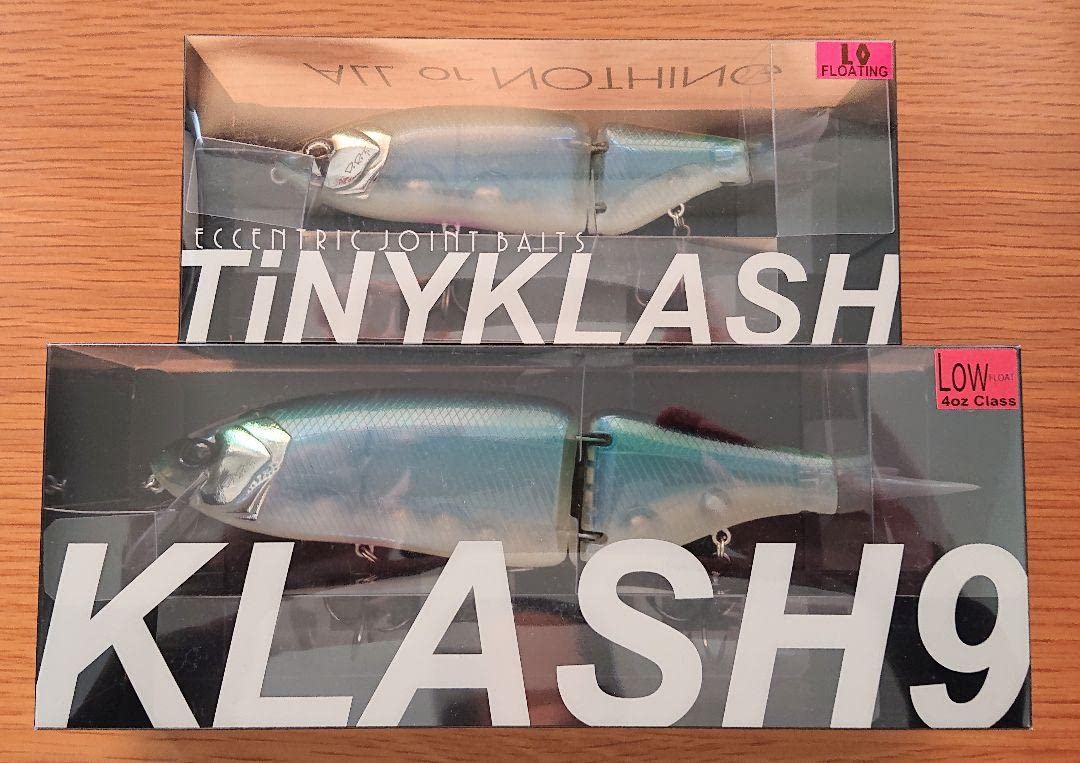 LO
FLOATING
ALL OR NOTHING
ECCENTRIC JOINT BAITS
TiNYKLASH
LOW FLOAT
4oz Class
KLASH9